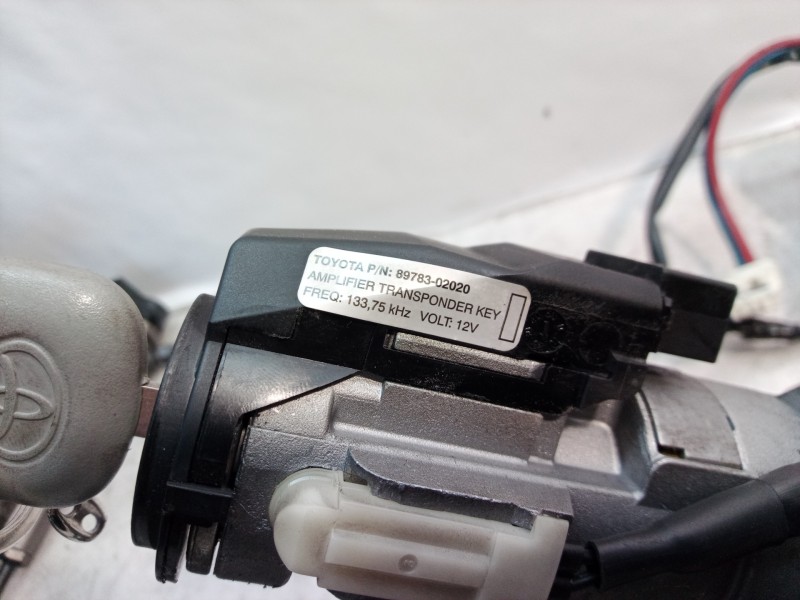 TOYOTA P/N: 89783-02020
AMPLIFIER TRANSPONDER KEY
FREQ: 133,75 kHz VOLT: 12V